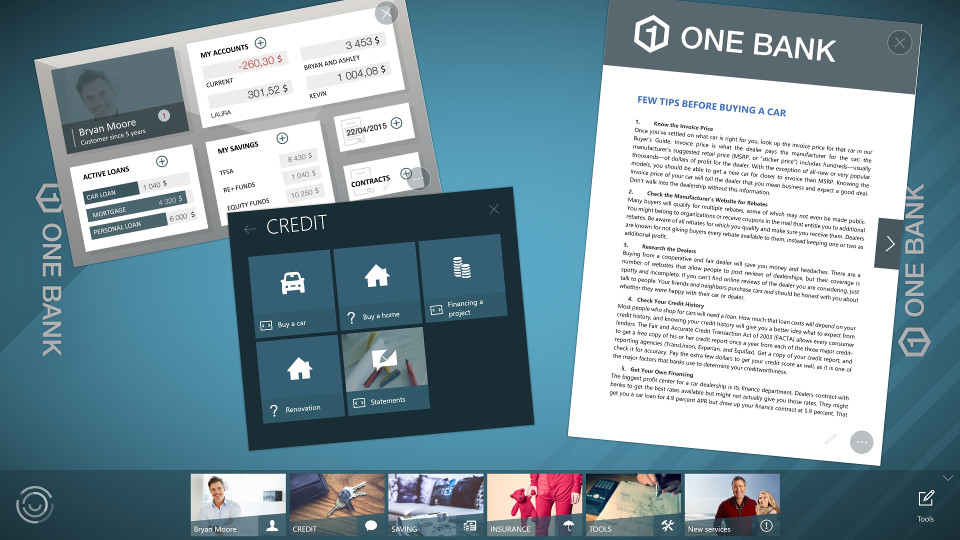 MY ACCOUNTS
-260,30 $
CURRENT
301,52 $
LAURA
3 453 $
BRYAN AND ASHLEY
1 004,08 $
KEVIN
Bryan Moore
Customer since 5 years
ACTIVE LOANS
CAR LOAN 1 040 $
MORTGAGE 4 320 $
PERSONAL LOAN 6 000 $
MY SAVINGS
8 430 $
TFSA
1 040 $
RE+ FUNDS
10 250 $
EQUITY FUNDS
22/04/2015
CONTRACTS
1 ONE BANK
CREDIT
Buy a car
? Buy a home
Financing a
project
? Renovation
Statements
1 ONE BANK
FEW TIPS BEFORE BUYING A CAR
1. Know the Invoice Price
Once you've settled on what car is right for you, look up the invoice price for that car in our
Buyer's Guide. Invoice price is what the dealer pays the manufacturer for the car; the
manufacturer's suggested retail price (MSRP, or "sticker price") includes hundreds—usually
thousands—of dollars of profit for the dealer. With the exception of all-new or very popular
models, you should be able to get a new car for closer to invoice then MSRP. Knowing the
invoice price of your car will tell the dealer that you mean business and expect a good deal.
Don't walk into the dealership without this information.
2. Check the Manufacturer's Website for Rebates
Many buyers will qualify for multiple rebates, some of which may not even be made public.
You might belong to organizations or receive coupons in the mail that entitle you to additional
rebates. Be aware of all rebates for which you qualify and make sure you receive them. Dealers
are known for not giving buyers every rebate available to them, instead keeping one or two as
additional profit.
3. Research the Dealers
Buying from a cooperative and fair dealer will save you money and headaches. There are a
number of websites that allow people to post reviews of dealerships, but their coverage is
spotty and incomplete. If you can't find online reviews of the dealer you are considering, just
talk to people. Your friends and neighbors purchase cars and should be honest with you about
whether they were happy with their car or dealer.
4. Check Your Credit History
Most people who shop for cars will need a loan. How much that loan costs will depend on your
credit history, and knowing your credit history will give you a better idea what to expect from
lenders. The Fair and Accurate Credit Transaction Act of 2003 (FACTA) allows every consumer
to get a free copy of his or her credit report once a year from each of the three major credit-
reporting agencies (TransUnion, Experian, and Equifax). Get a copy of your credit report, and
check it for accuracy. Pay the extra few dollars to get your credit score as well, as it is one of
the major factors that banks use to determine your creditworthiness.
5. Get Your Own Financing
The biggest profit center for a car dealership is its finance department. Dealers contract with
banks to get the best rates available but might not actually give you those rates. They might
get you a car loan for 4.9 percent APR but draw up your finance contract at 5.9 percent. That
1 ONE BANK
Bryan Moore
CREDIT
SAVING
INSURANCE
TOOLS
New services
Tools